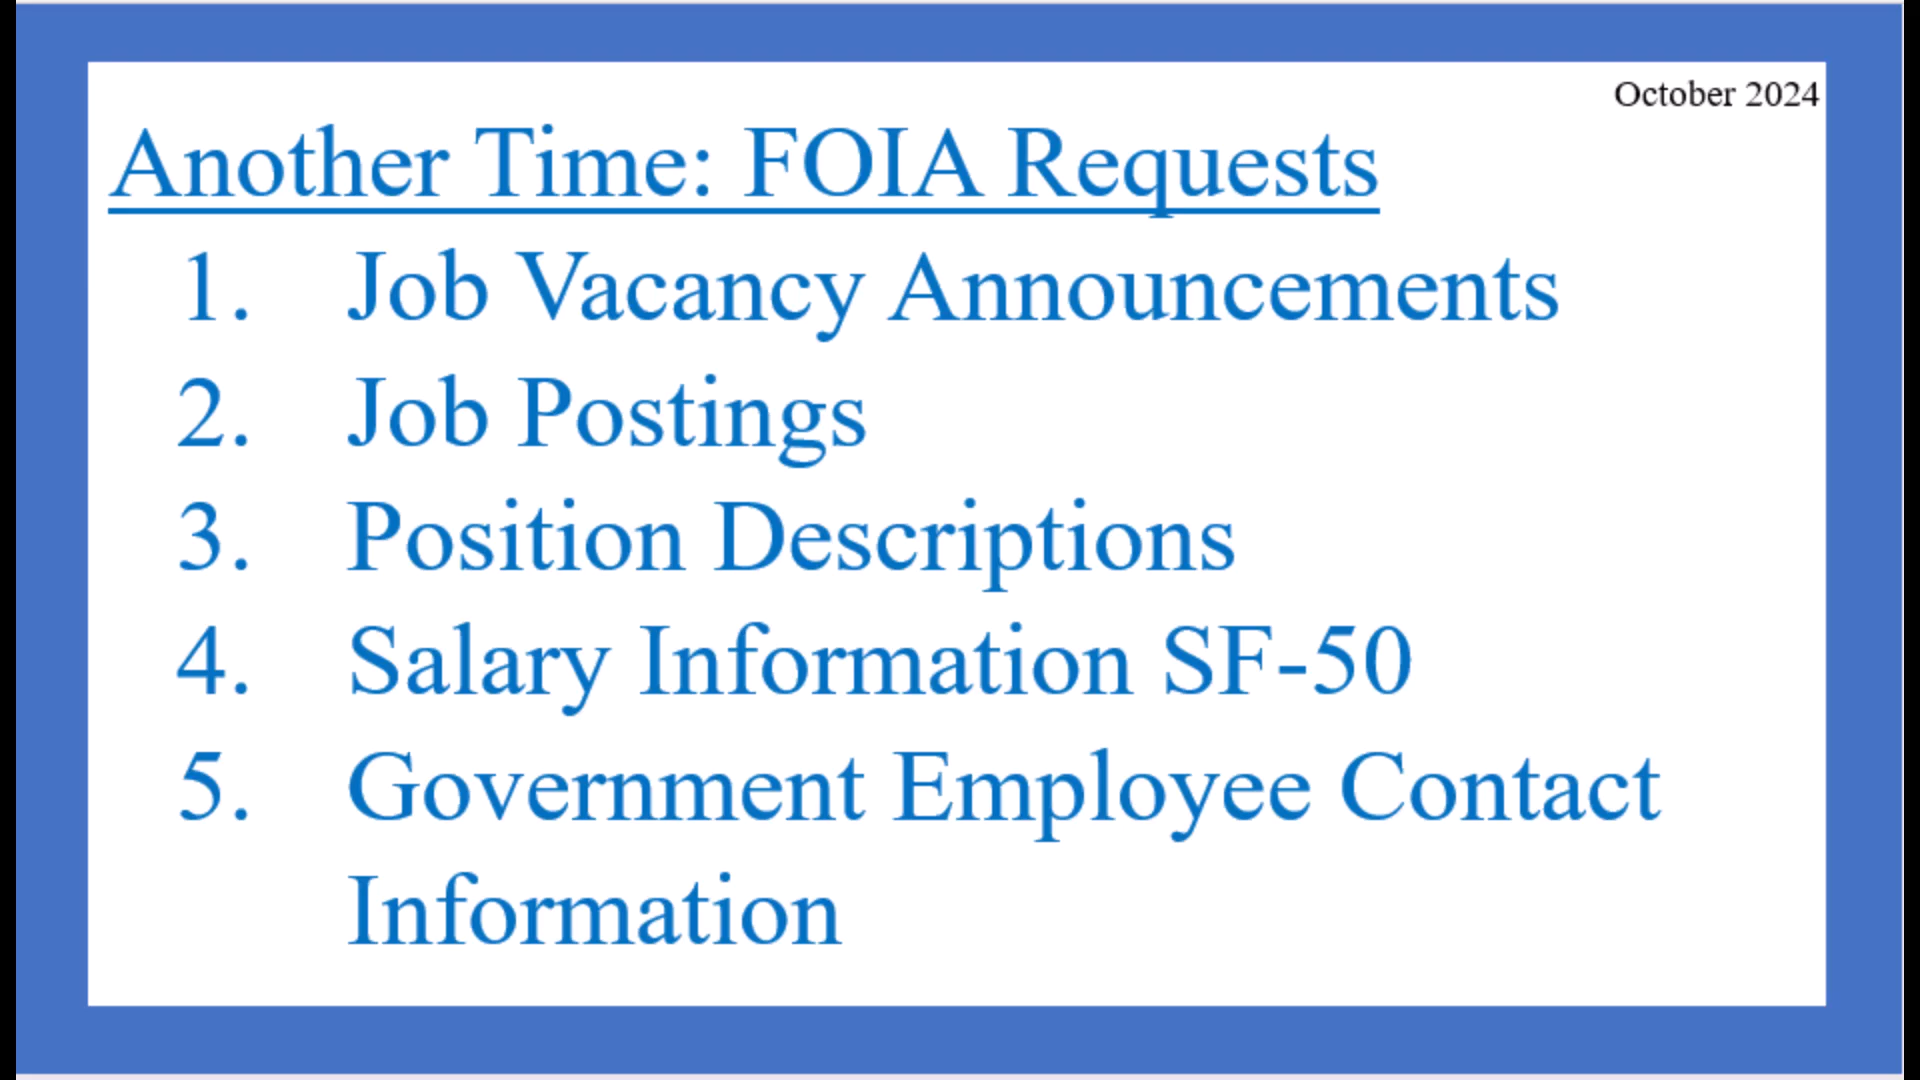 October 2024
Another Time: FOIA Requests
1. Job Vacancy Announcements
2. Job Postings
3. Position Descriptions
4. Salary Information SF-50
5. Government Employee Contact
Information